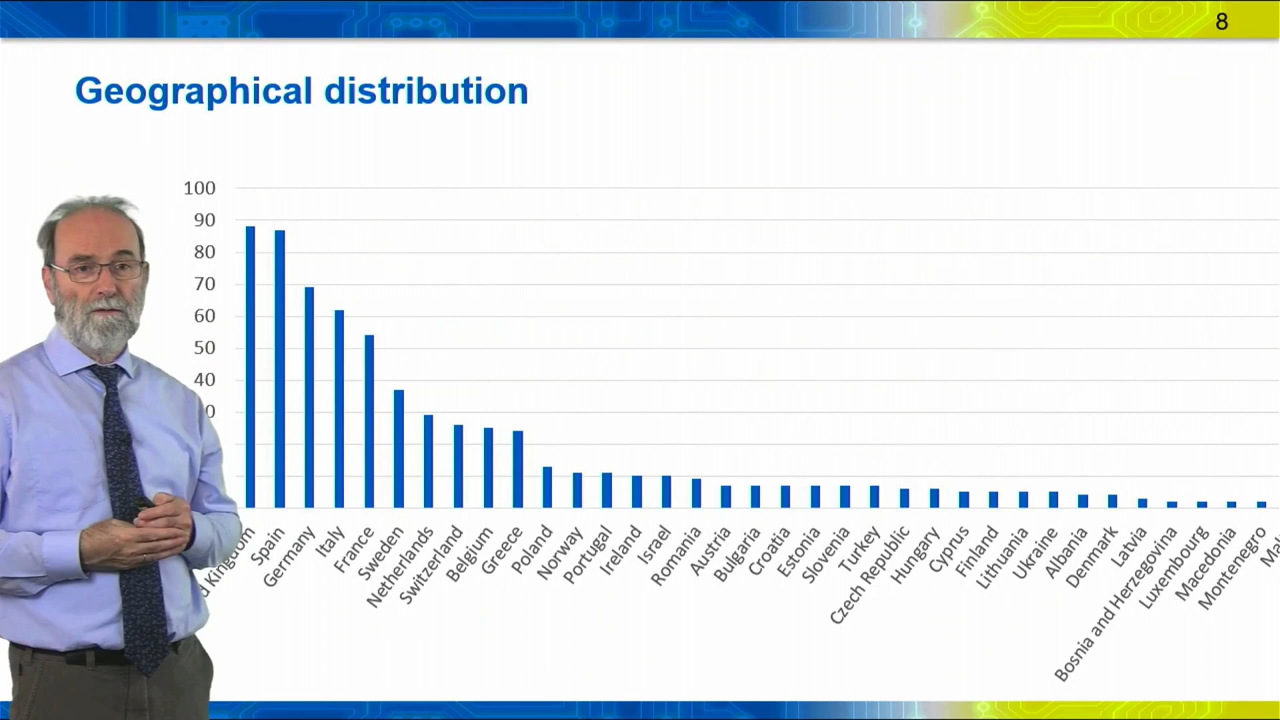 8
Geographical distribution
100
90
80
70
60
50
40
0
d Kingdom
Spain
Germany
Italy
France
Sweden
Netherlands
Switzerland
Belgium
Greece
Poland
Norway
Portugal
Ireland
Israel
Romania
Austria
Bulgaria
Croatia
Estonia
Slovenia
Turkey
Czech Republic
Hungary
Cyprus
Finland
Lithuania
Ukraine
Albania
Denmark
Latvia
Bosnia and Herzegovina
Luxembourg
Macedonia
Montenegro